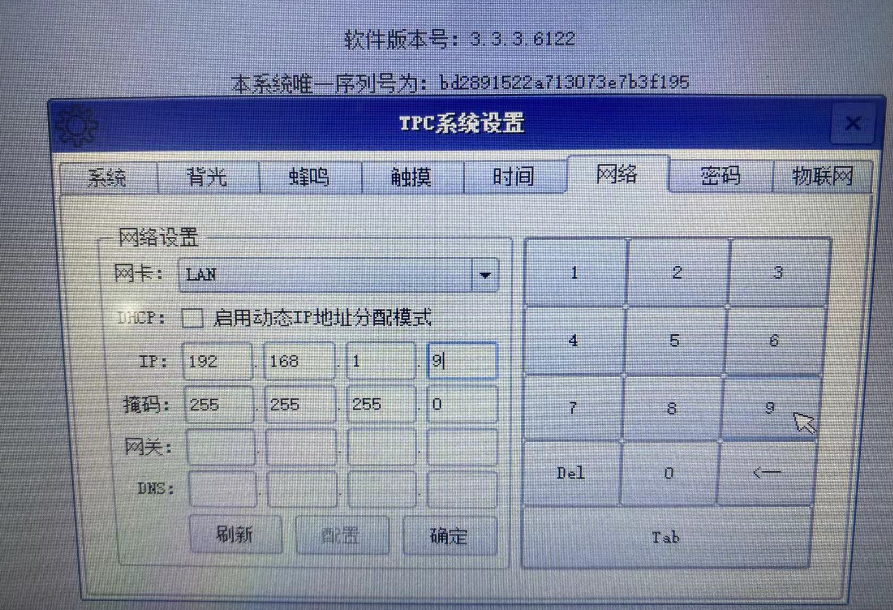 软件版本号：3.3.3.6122
本系统唯一序列号为：bd2891522a713073e7b3f195
TPC系统设置
系统 背光 蜂鸣 触摸 时间 网络 密码 物联网
网络设置
网卡：LAN
DHCP：启用动态IP地址分配模式
IP：192.168.1.9
掩码：255.255.255.0
网关：...
DNS：...
刷新 配置 确定
1 2 3
4 5 6
7 8 9
Del 0 <—
Tab